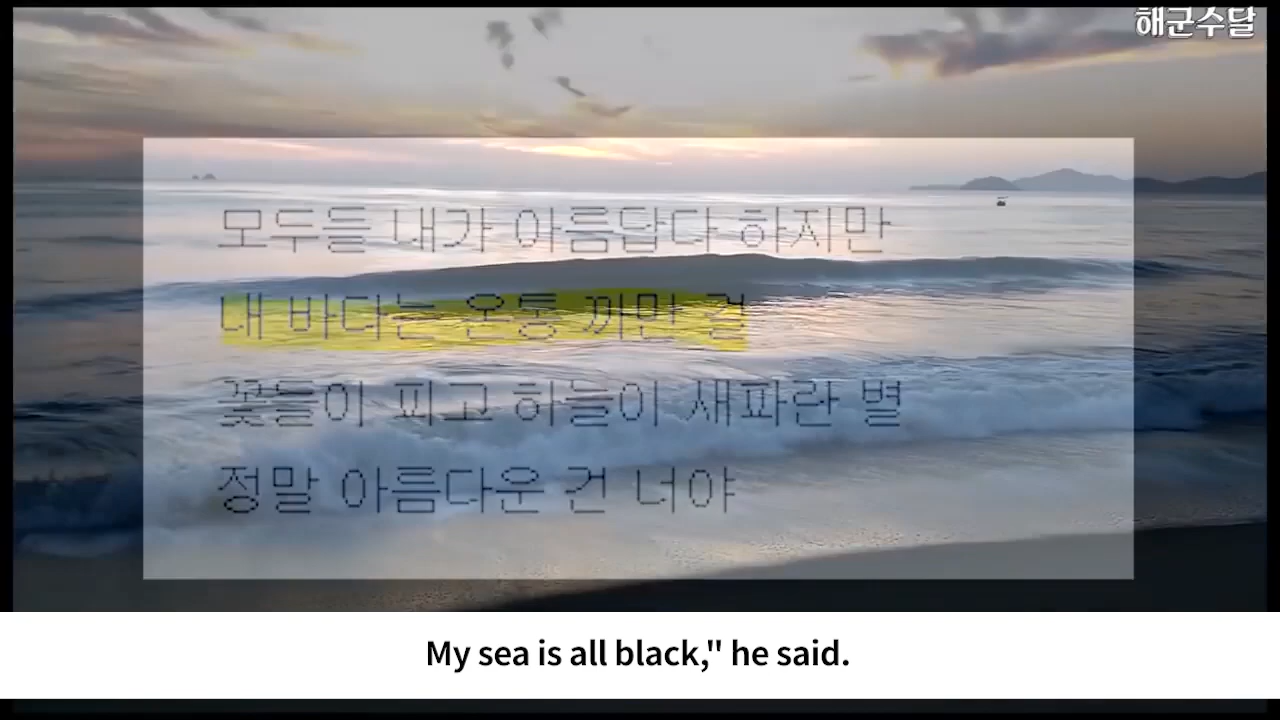 해군수달
모두들 내가 아름답다 하지만
내 바다는 온통 까만 걸
꽃들이 피고 하늘이 새파란 별
정말 아름다운 건 너야
My sea is all black," he said.